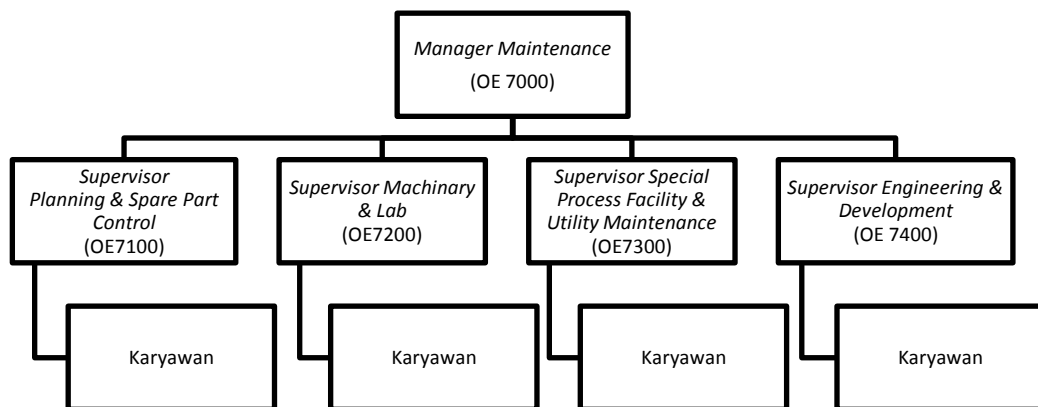 Manager Maintenance
(OE 7000)
Supervisor
Planning & Spare Part
Control
(OE7100)
Supervisor Machinary
& Lab
(OE7200)
Supervisor Special
Process Facility &
Utility Maintenance
(OE7300)
Supervisor Engineering &
Development
(OE 7400)
Karyawan
Karyawan
Karyawan
Karyawan